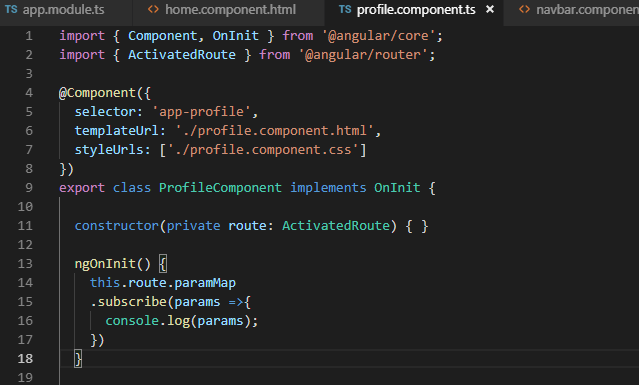 TS app.module.ts <> home.component.html TS profile.component.ts × <> navbar.componen
1 import { Component, OnInit } from '@angular/core';
2 import { ActivatedRoute } from '@angular/router';
3
4 @Component({
5   selector: 'app-profile',
6   templateUrl: './profile.component.html',
7   styleUrls: ['./profile.component.css']
8 })
9 export class ProfileComponent implements OnInit {
10
11   constructor(private route: ActivatedRoute) { }
12
13   ngOnInit() {
14     this.route.paramMap
15     .subscribe(params =>{
16       console.log(params);
17     })
18   }
19